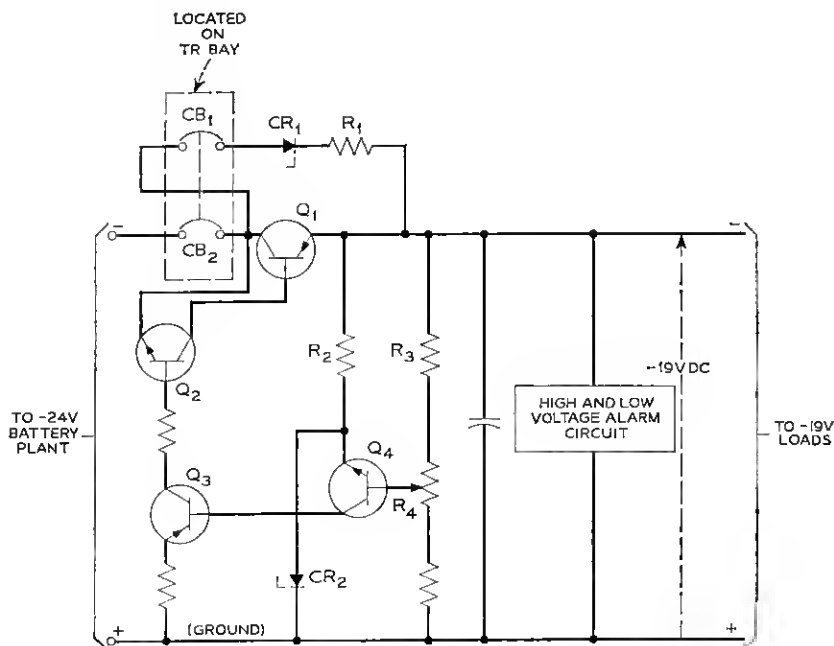 LOCATED
ON
TR BAY
CB1
CR1
R1
Q1
-
-
CB2
R2
R3
-19V DC
Q2
HIGH AND LOW
VOLTAGE ALARM
CIRCUIT
TO -24V
BATTERY
PLANT
TO -19V
LOADS
Q4
Q3
R4
CR2
+
(GROUND)
+